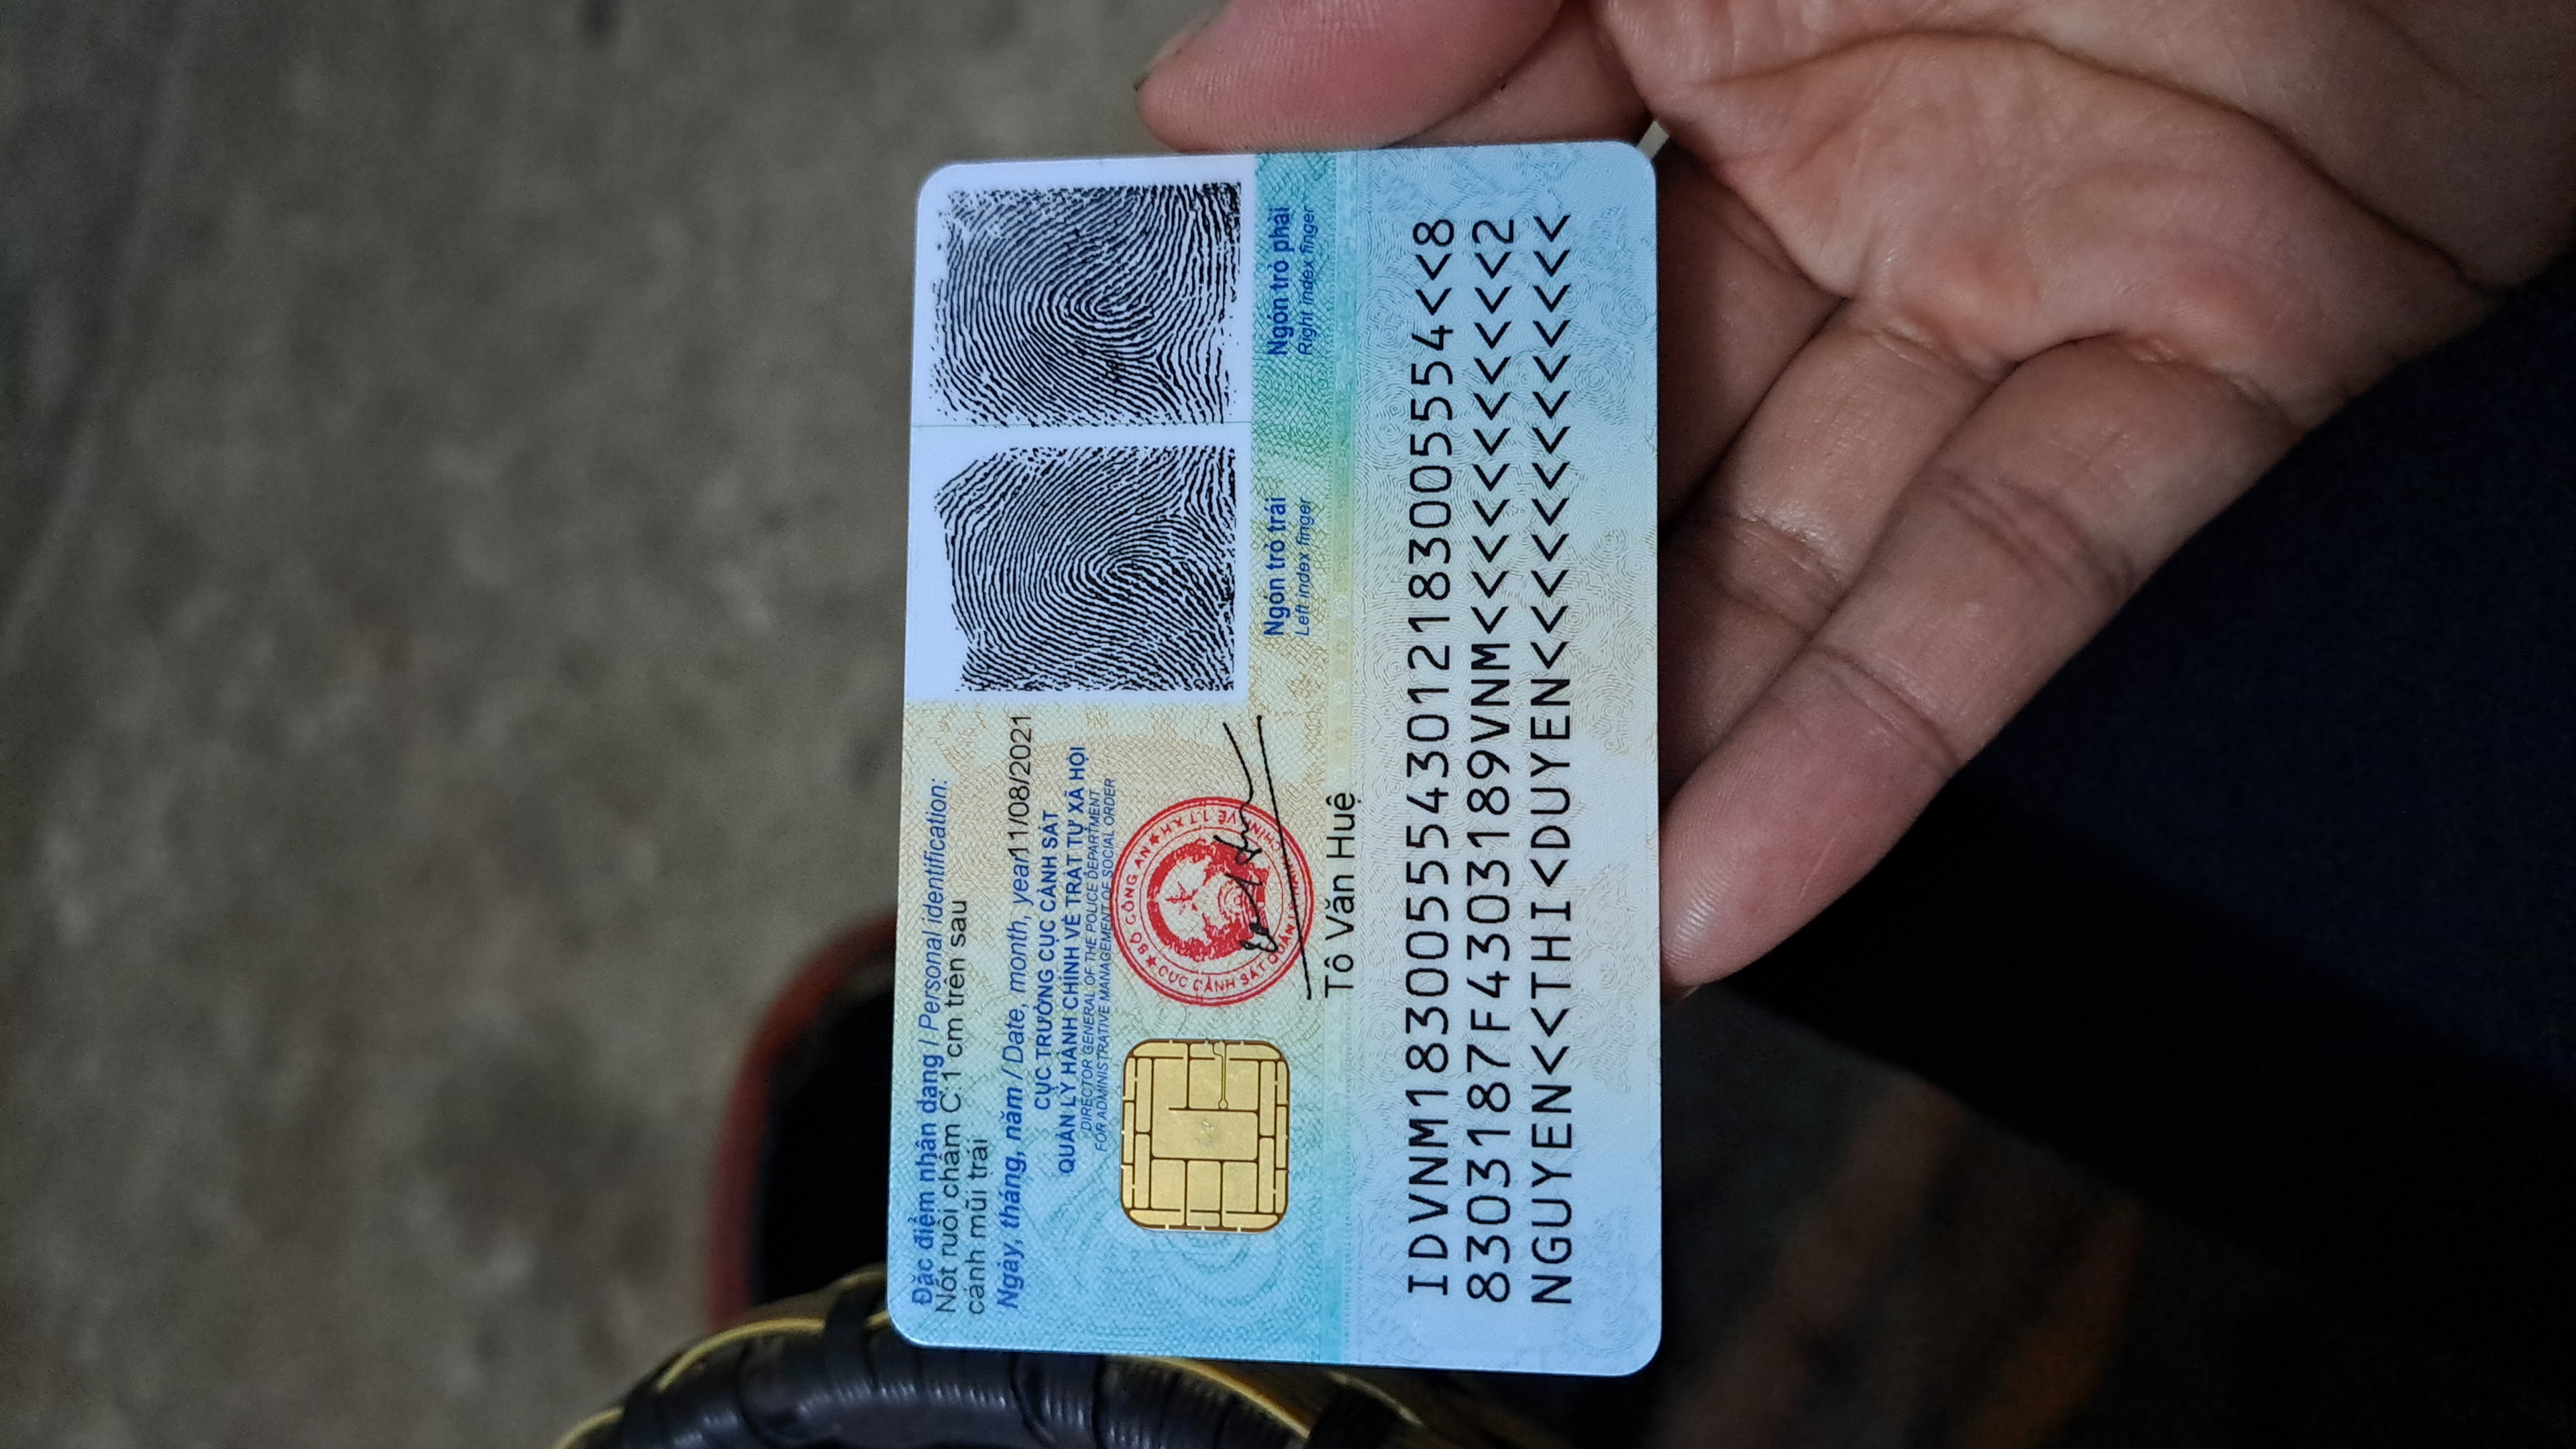 Đặc điểm nhân dạng / Personal identification:
Nốt ruồi chấm C:1 cm trên sau
cánh mũi trái
Ngày, tháng, năm / Date, month, year 11/08/2021
CỤC TRƯỞNG CỤC CẢNH SÁT
QUẢN LÝ HÀNH CHÍNH VỀ TRẬT TỰ XÃ HỘI
DIRECTOR GENERAL OF THE POLICE DEPARTMENT
FOR ADMINISTRATIVE MANAGEMENT OF SOCIAL ORDER
BỘ CÔNG AN
CỤC CẢNH SÁT QUẢN LÝ HÀNH CHÍNH VỀ TTXH
Tô Văn Huệ
Ngón trỏ trái
Left index finger
Ngón trỏ phải
Right index finger
IDVNM1830055543012183005554<<8
8303187F4303189VNM<<<<<<<<<<<2
NGUYEN<<THI<DUYEN<<<<<<<<<<<<<